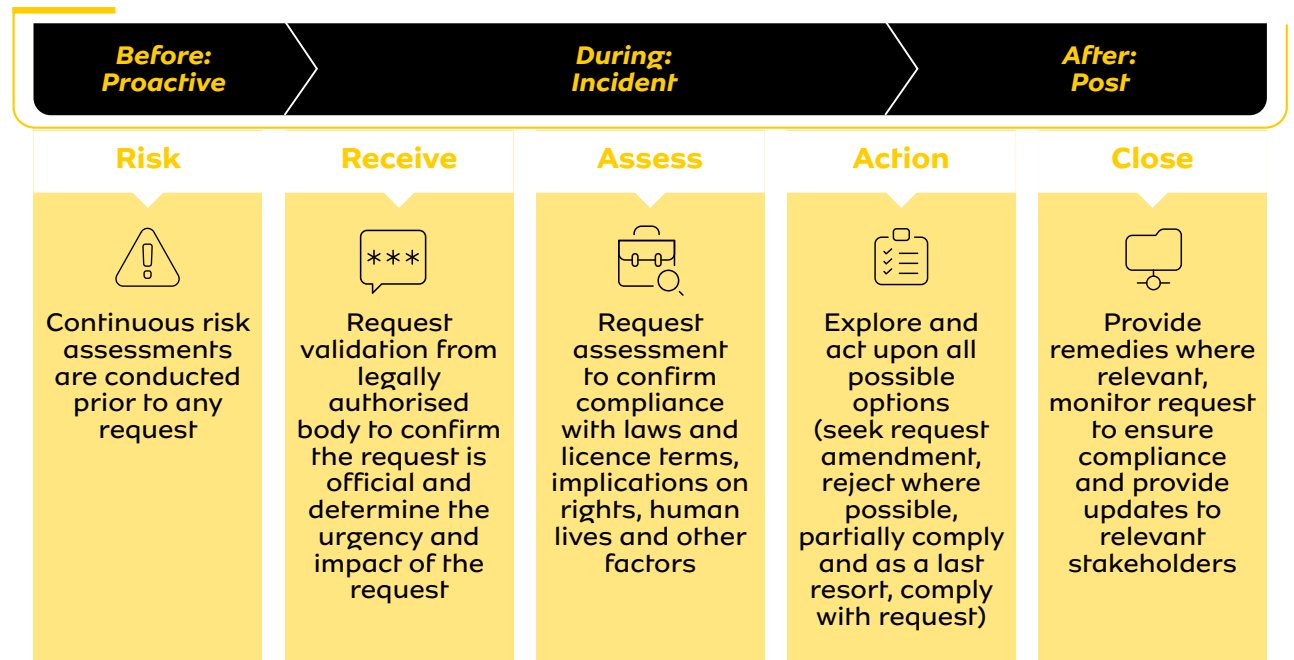 Before:
Proactive
During:
Incident
After:
Post
Risk
Continuous risk
assessments
are conducted
prior to any
request
Receive
***
Request
validation from
legally
authorised
body to confirm
the request is
official and
determine the
urgency and
impact of the
request
Assess
Request
assessment
to confirm
compliance
with laws and
licence terms,
implications on
rights, human
lives and other
factors
Action
Explore and
act upon all
possible
options
(seek request
amendment,
reject where
possible,
partially comply
and as a last
resort, comply
with request)
Close
Provide
remedies where
relevant,
monitor request
to ensure
compliance
and provide
updates to
relevant
stakeholders